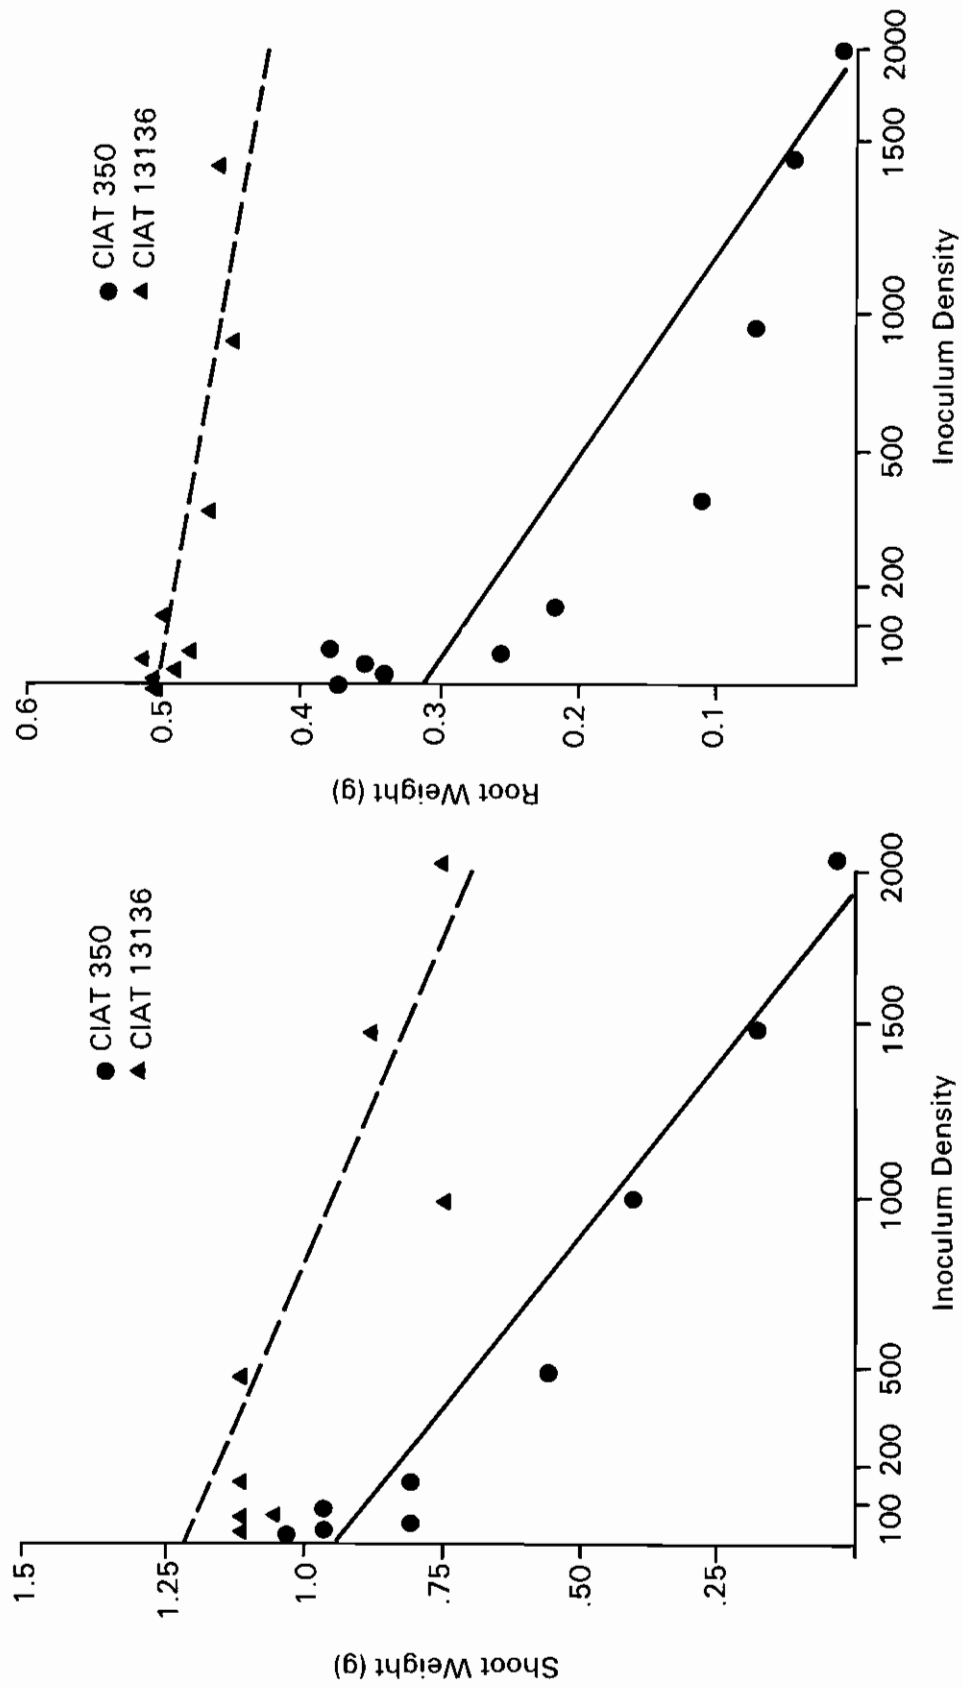 CIAT 350
CIAT 13136
Shoot Weight (g)
1.5
1.25
1.0
.75
.50
.25
100 200 500 1000 1500 2000
Inoculum Density
CIAT 350
CIAT 13136
Root Weight (g)
0.6
0.5
0.4
0.3
0.2
0.1
100 200 500 1000 1500 2000
Inoculum Density